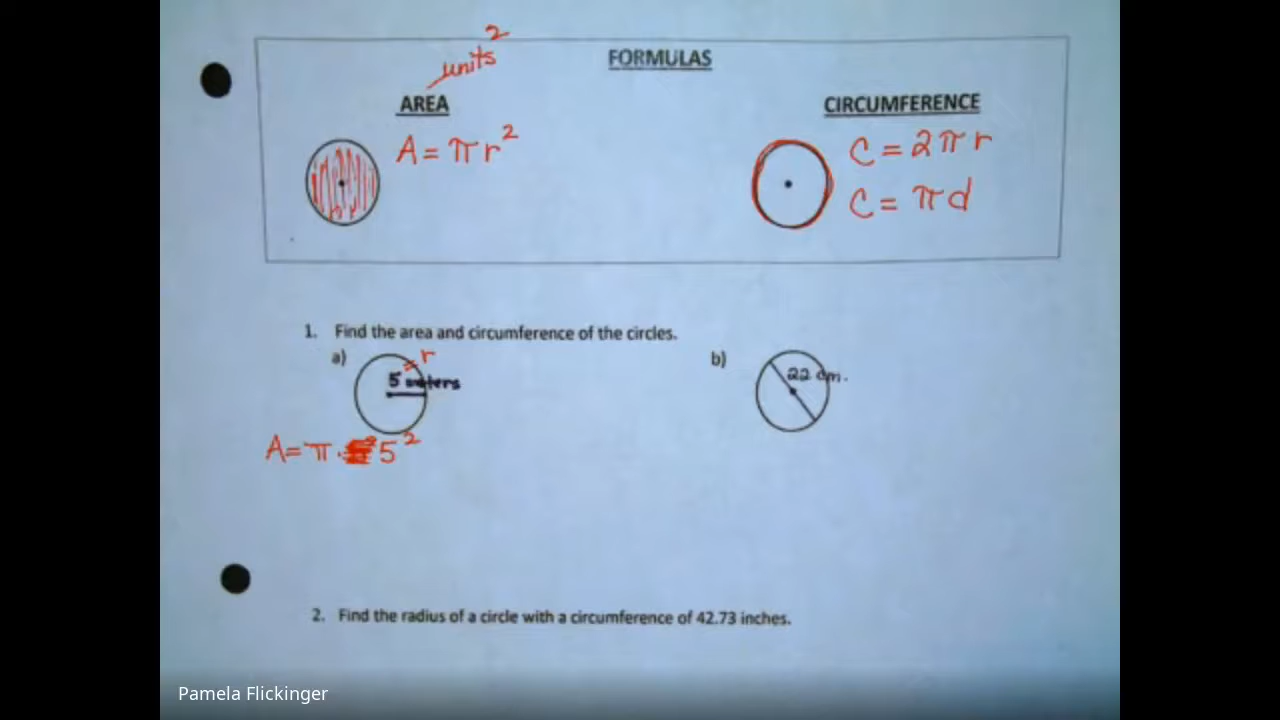 FORMULAS
units²
AREA
A = πr²
CIRCUMFERENCE
C = 2πr
C = πd
1. Find the area and circumference of the circles.
a)
= r
5 meters
A = π · 5²
b)
22 cm.
2. Find the radius of a circle with a circumference of 42.73 inches.
Pamela Flickinger